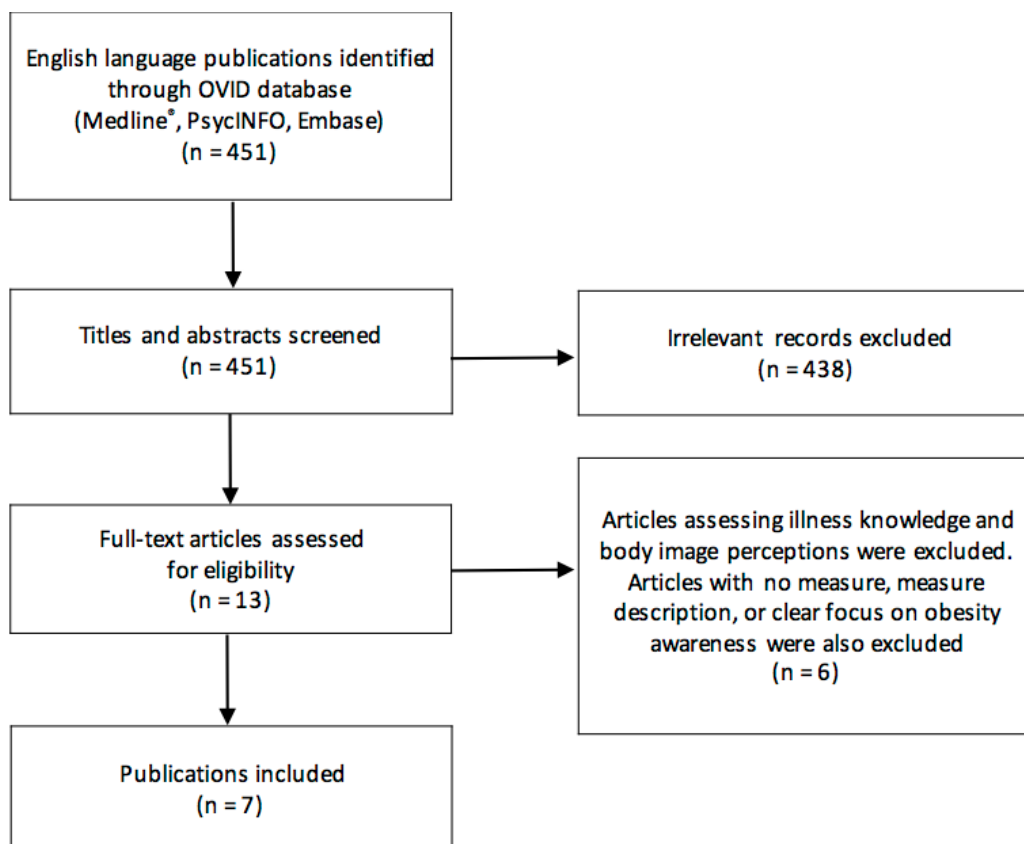 English language publications identified
through OVID database
(Medline®, PsycINFO, Embase)
(n = 451)
Titles and abstracts screened
(n = 451)
Irrelevant records excluded
(n = 438)
Full-text articles assessed
for eligibility
(n = 13)
Articles assessing illness knowledge and
body image perceptions were excluded.
Articles with no measure, measure
description, or clear focus on obesity
awareness were also excluded
(n = 6)
Publications included
(n = 7)